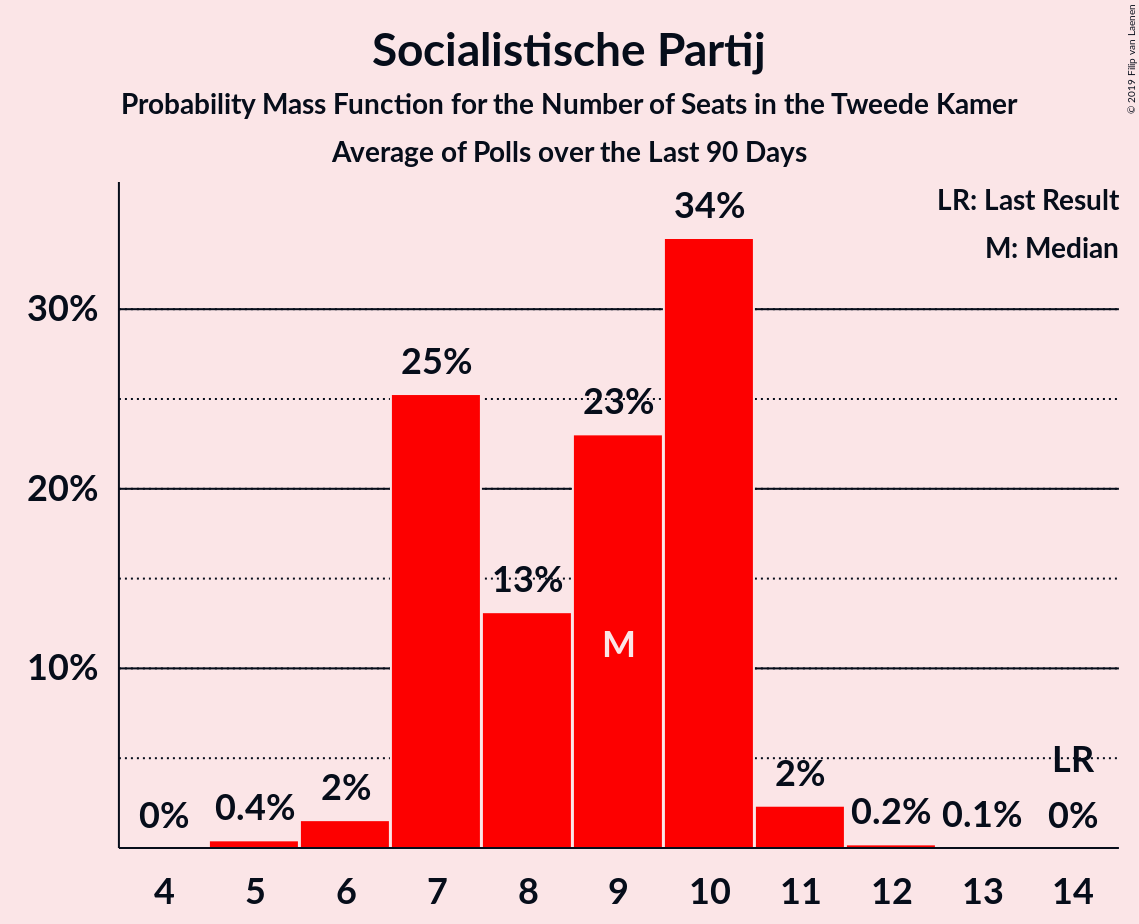 Socialistische Partij
Probability Mass Function for the Number of Seats in the Tweede Kamer
Average of Polls over the Last 90 Days
© 2019 Filip van Laenen
LR: Last Result
M: Median
34%
30%
25%
23%
20%
13%
M
10%
LR
2%
2%
0%
0.4%
0.2%
0.1%
0%
4 5 6 7 8 9 10 11 12 13 14